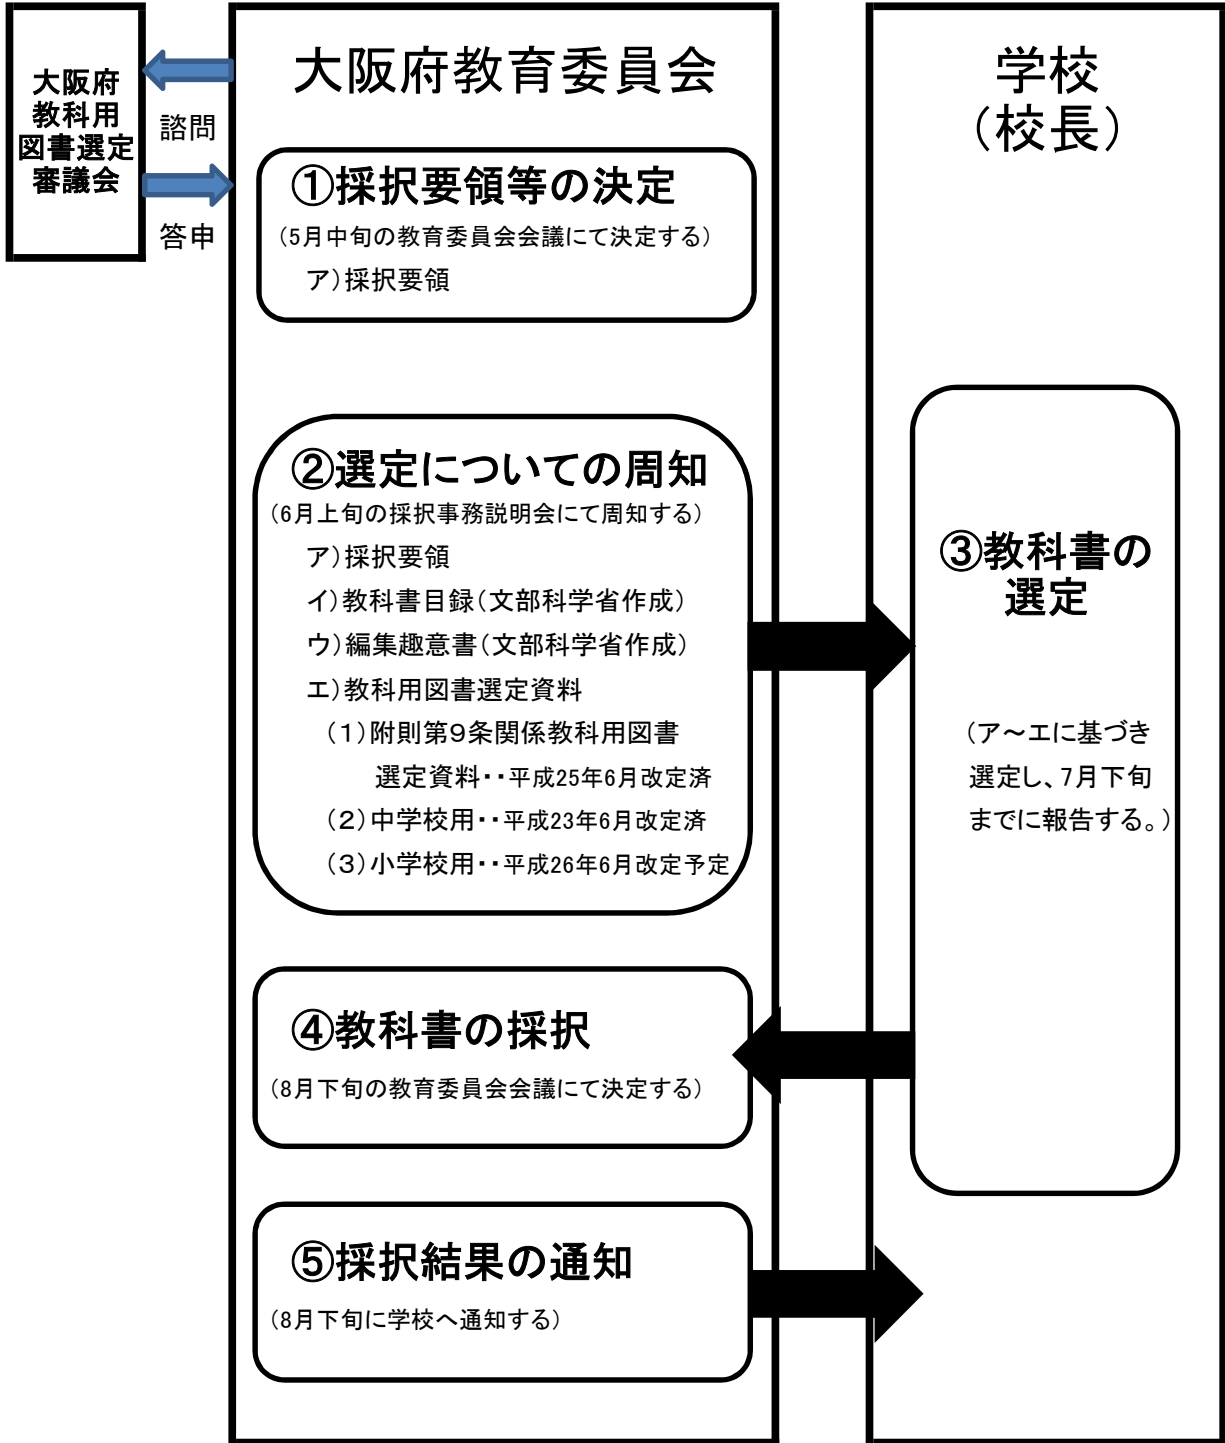 大阪府
教科用
図書選定
審議会
諮問
答申
大阪府教育委員会
①採択要領等の決定
(5月中旬の教育委員会会議にて決定する)
ア)採択要領
②選定についての周知
(6月上旬の採択事務説明会にて周知する)
ア)採択要領
イ)教科書目録(文部科学省作成)
ウ)編集趣意書(文部科学省作成)
エ)教科用図書選定資料
(1)附則第9条関係教科用図書
選定資料・・平成25年6月改定済
(2)中学校用・・平成23年6月改定済
(3)小学校用・・平成26年6月改定予定
④教科書の採択
(8月下旬の教育委員会会議にて決定する)
⑤採択結果の通知
(8月下旬に学校へ通知する)
学校
(校長)
③教科書の
選定
(ア~エに基づき
選定し、7月下旬
までに報告する。)